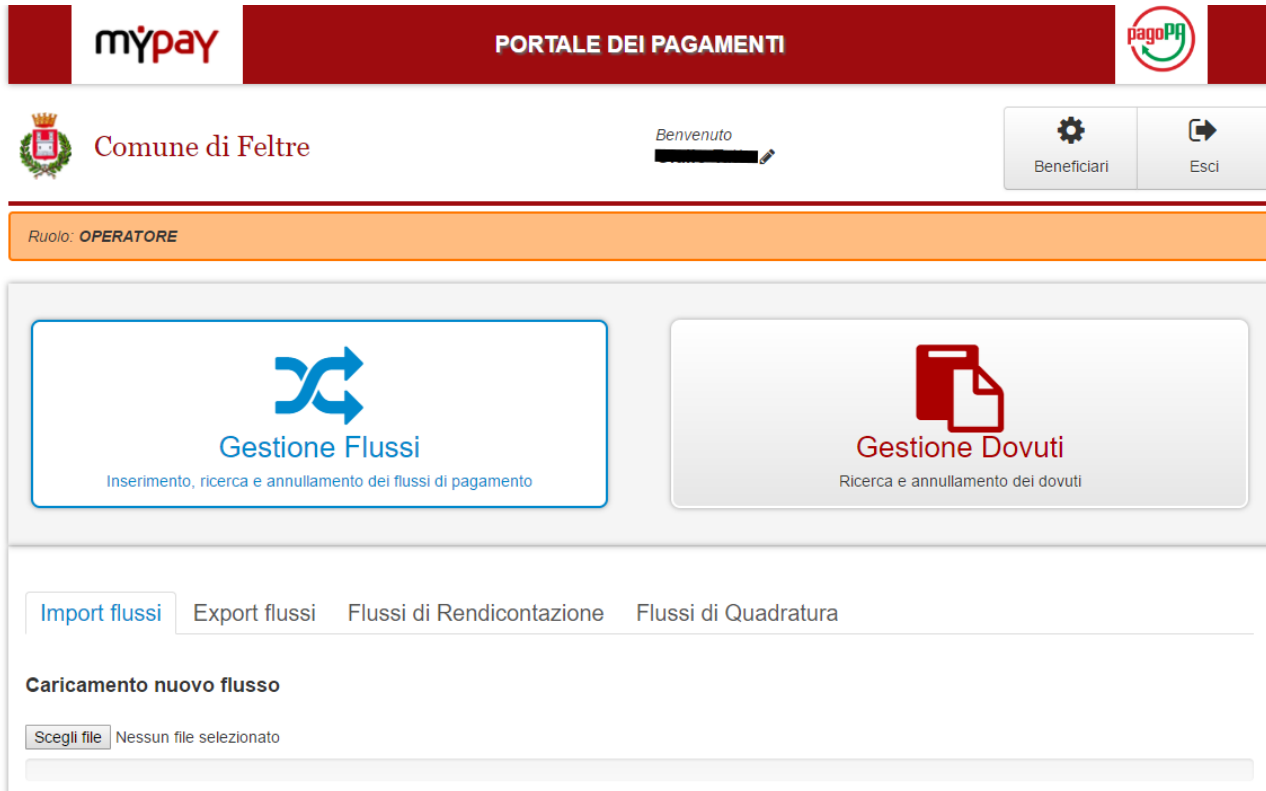 mypay
PORTALE DEI PAGAMENTI
pagoPA
Comune di Feltre
Benvenuto
Beneficiari
Esci
Ruolo: OPERATORE
Gestione Flussi
Inserimento, ricerca e annullamento dei flussi di pagamento
Gestione Dovuti
Ricerca e annullamento dei dovuti
Import flussi Export flussi Flussi di Rendicontazione Flussi di Quadratura
Caricamento nuovo flusso
Scegli file Nessun file selezionato